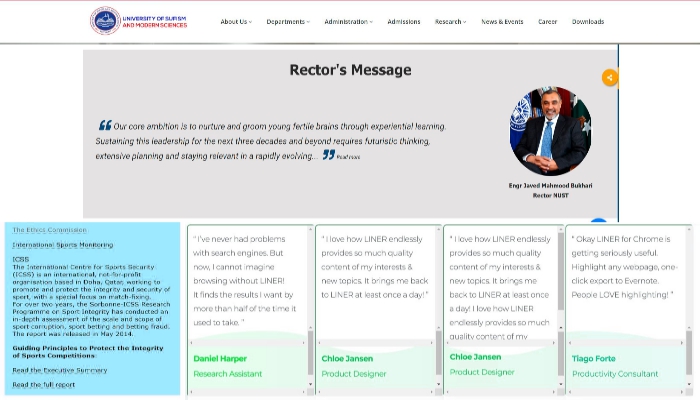 UNIVERSITY OF SUFISM
AND MODERN SCIENCES
About Us Departments Administration Admissions Research News & Events Career Downloads
Rector's Message
“ Our core ambition is to nurture and groom young fertile brains through experiential learning.
Sustaining this leadership for the next three decades and beyond requires futuristic thinking,
extensive planning and staying relevant in a rapidly evolving... ” Read more
Engr Javed Mahmood Bukhari
Rector NUST
The Ethics Commission
International Sports Monitoring
ICSS
The International Centre for Sports Security
(ICSS) is an international, not-for-profit
organisation based in Doha, Qatar, working to
promote and protect the integrity and security of
sport, with a special focus on match-fixing.
For over two years, the Sorbonne-ICSS Research
Programme on Sport Integrity has conducted an
in-depth assessment of the scale and scope of
sport corruption, sport betting and betting fraud.
The report was released in May 2014.
Guiding Principles to Protect the Integrity
of Sports Competitions
Read the Executive Summary
Read the full report
" I've never had problems
with search engines. But
now, I cannot imagine
browsing without LINER!
It finds the results I want by
more than half of the time it
used to take. "
Daniel Harper
Research Assistant
" I love how LINER endlessly
provides so much quality
content of my interests &
new topics. It brings me back
to LINER at least once a day! "
Chloe Jansen
Product Designer
" I love how LINER endlessly
provides so much quality
content of my interests &
new topics. It brings me
back to LINER at least once
a day! I love how LINER
endlessly provides so much
quality content of my
Chloe Jansen
Product Designer
" Okay LINER for Chrome is
getting seriously useful.
Highlight any webpage, one-
click export to Evernote.
People LOVE highlighting! "
Tiago Forte
Productivity Consultant